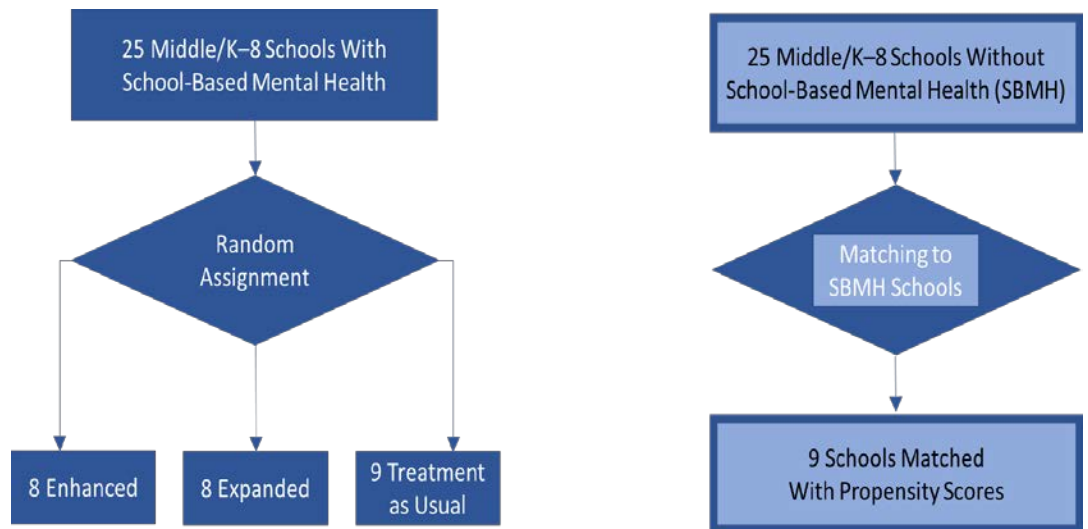 25 Middle/K–8 Schools With
School-Based Mental Health
Random
Assignment
8 Enhanced
8 Expanded
9 Treatment
as Usual
25 Middle/K–8 Schools Without
School-Based Mental Health (SBMH)
Matching to
SBMH Schools
9 Schools Matched
With Propensity Scores